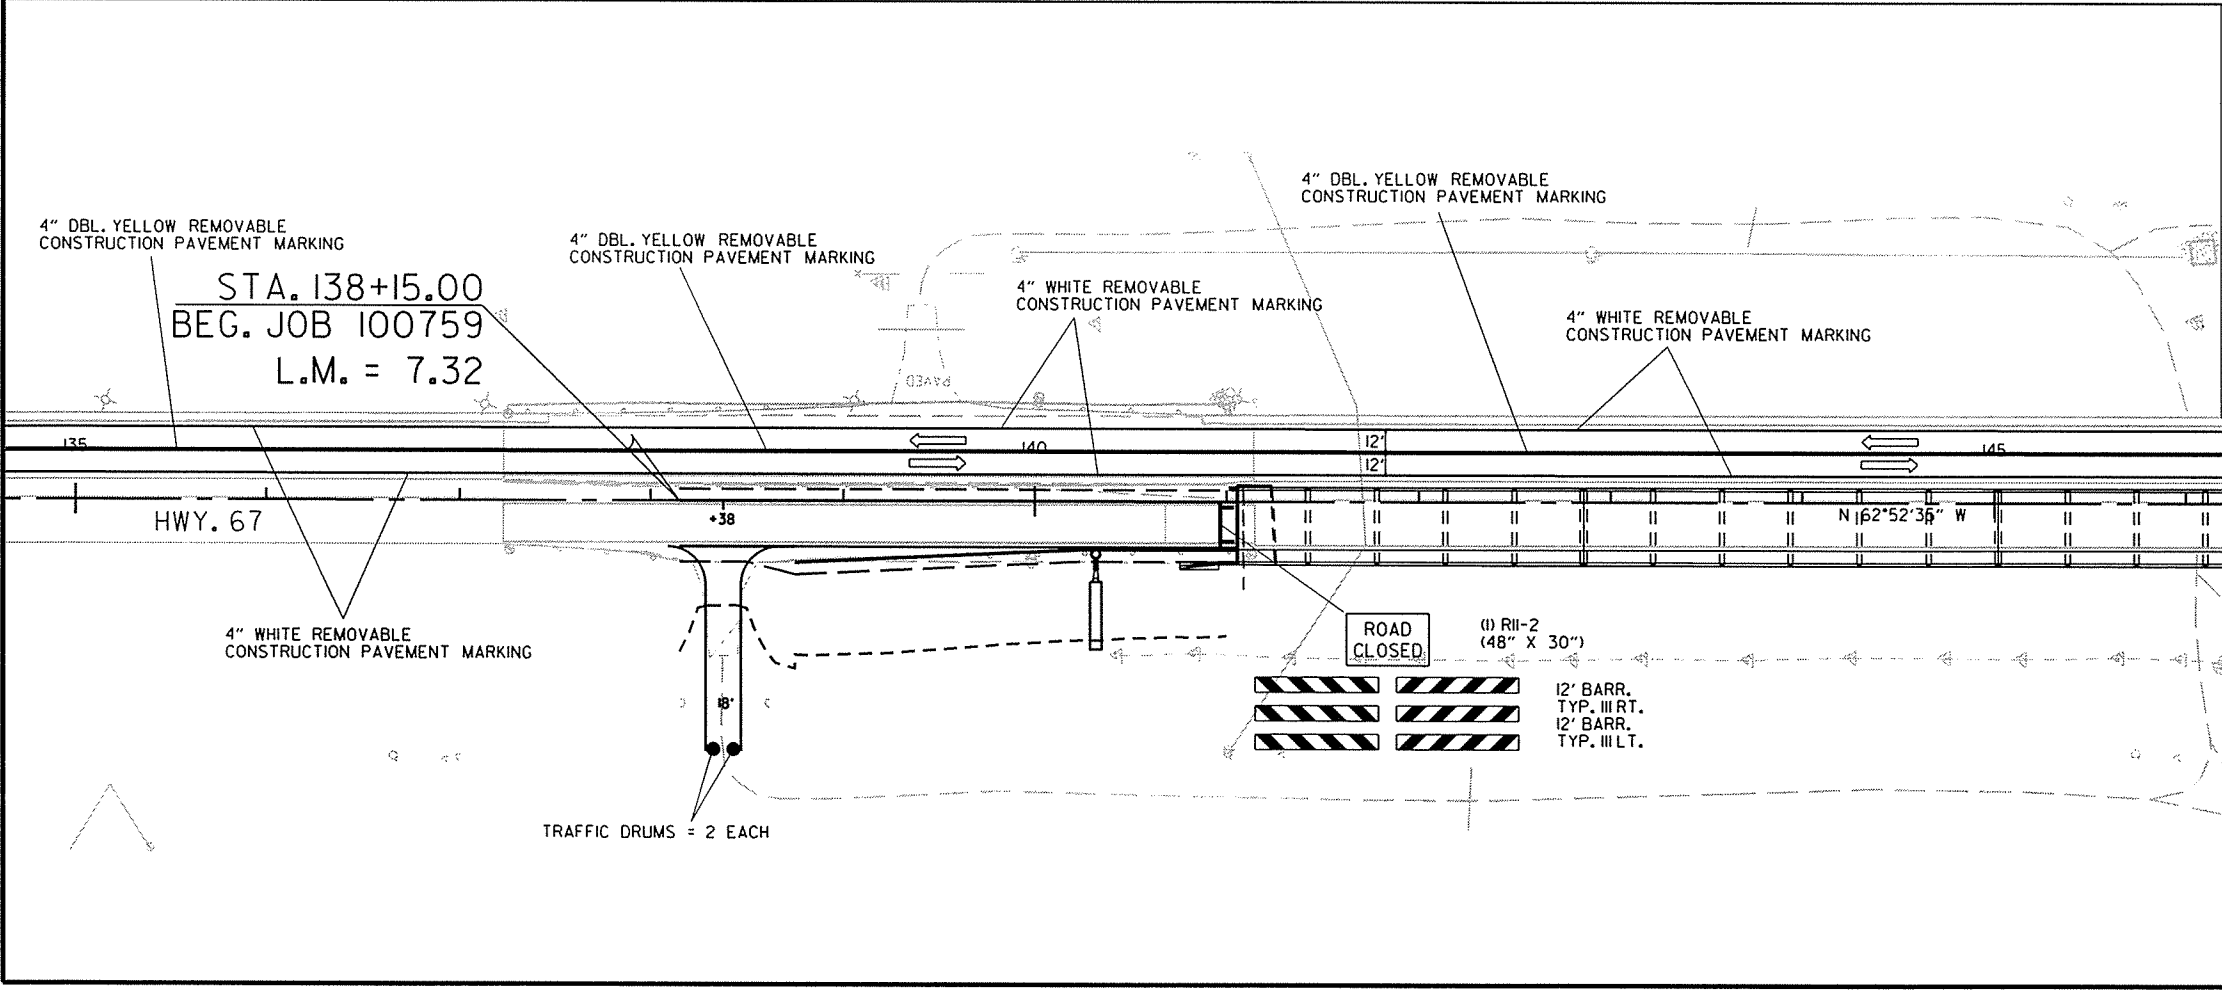 4" DBL. YELLOW REMOVABLE
CONSTRUCTION PAVEMENT MARKING
4" DBL. YELLOW REMOVABLE
CONSTRUCTION PAVEMENT MARKING
4" DBL. YELLOW REMOVABLE
CONSTRUCTION PAVEMENT MARKING
STA. 138+15.00
BEG. JOB 100759
L.M. = 7.32
4" WHITE REMOVABLE
CONSTRUCTION PAVEMENT MARKING
4" WHITE REMOVABLE
CONSTRUCTION PAVEMENT MARKING
PAVED
135
140
12'
12'
145
HWY. 67
+38
N 62°52'36" W
4" WHITE REMOVABLE
CONSTRUCTION PAVEMENT MARKING
ROAD
CLOSED
(1) R11-2
(48" X 30")
12' BARR.
TYP. III RT.
12' BARR.
TYP. III LT.
18'
TRAFFIC DRUMS = 2 EACH